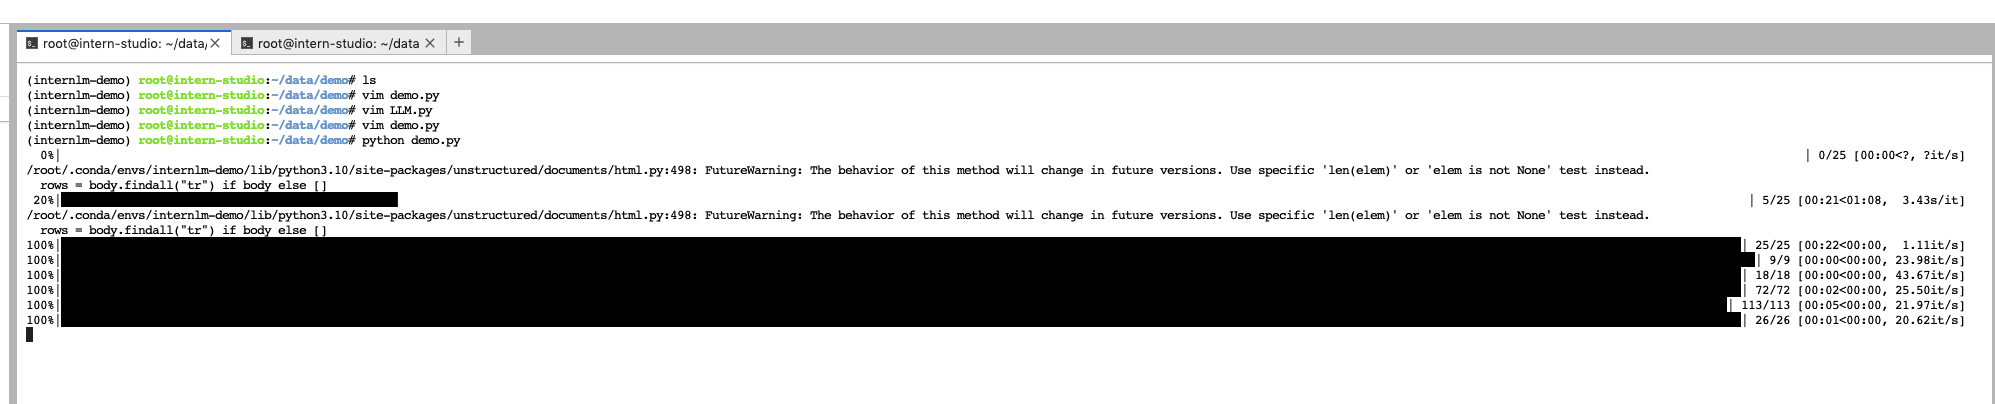 root@intern-studio: ~/data/
root@intern-studio: ~/data
(internlm-demo) root@intern-studio:~/data/demo# ls
(internlm-demo) root@intern-studio:~/data/demo# vim demo.py
(internlm-demo) root@intern-studio:~/data/demo# vim LLM.py
(internlm-demo) root@intern-studio:~/data/demo# vim demo.py
(internlm-demo) root@intern-studio:~/data/demo# python demo.py
0%| | 0/25 [00:00<?, ?it/s]
/root/.conda/envs/internlm-demo/lib/python3.10/site-packages/unstructured/documents/html.py:498: FutureWarning: The behavior of this method will change in future versions. Use specific 'len(elem)' or 'elem is not None' test instead.
rows = body.findall("tr") if body else []
20%| | 5/25 [00:21<01:08, 3.43s/it]
/root/.conda/envs/internlm-demo/lib/python3.10/site-packages/unstructured/documents/html.py:498: FutureWarning: The behavior of this method will change in future versions. Use specific 'len(elem)' or 'elem is not None' test instead.
rows = body.findall("tr") if body else []
100%| | 25/25 [00:22<00:00, 1.11it/s]
100%| | 9/9 [00:00<00:00, 23.98it/s]
100%| | 18/18 [00:00<00:00, 43.67it/s]
100%| | 72/72 [00:02<00:00, 25.50it/s]
100%| | 113/113 [00:05<00:00, 21.97it/s]
100%| | 26/26 [00:01<00:00, 20.62it/s]